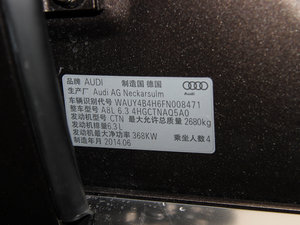 品牌 AUDI 制造国 德国
生产厂 Audi AG Neckarsulm
Audi
车辆识别代号 WAUY4B4H6FN008471
整车型号 A8L 6.3 4HGCTNAQ5A0
发动机型号 CTN 最大允许总质量 2680kg
发动机排量6.3L
发动机最大净功率 368KW 乘坐人数 4
制造年月 2014.06